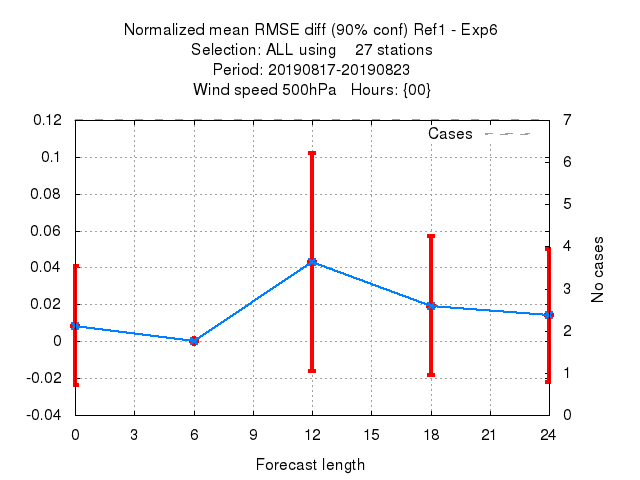 Normalized mean RMSE diff (90% conf) Ref1 - Exp6
Selection: ALL using    27 stations
Period: 20190817-20190823
Wind speed 500hPa   Hours: {00}
Cases
0.12
0.1
0.08
0.06
0.04
0.02
0
-0.02
-0.04
7
6
5
4
3
2
1
0
No cases
0 3 6 9 12 15 18 21 24
Forecast length